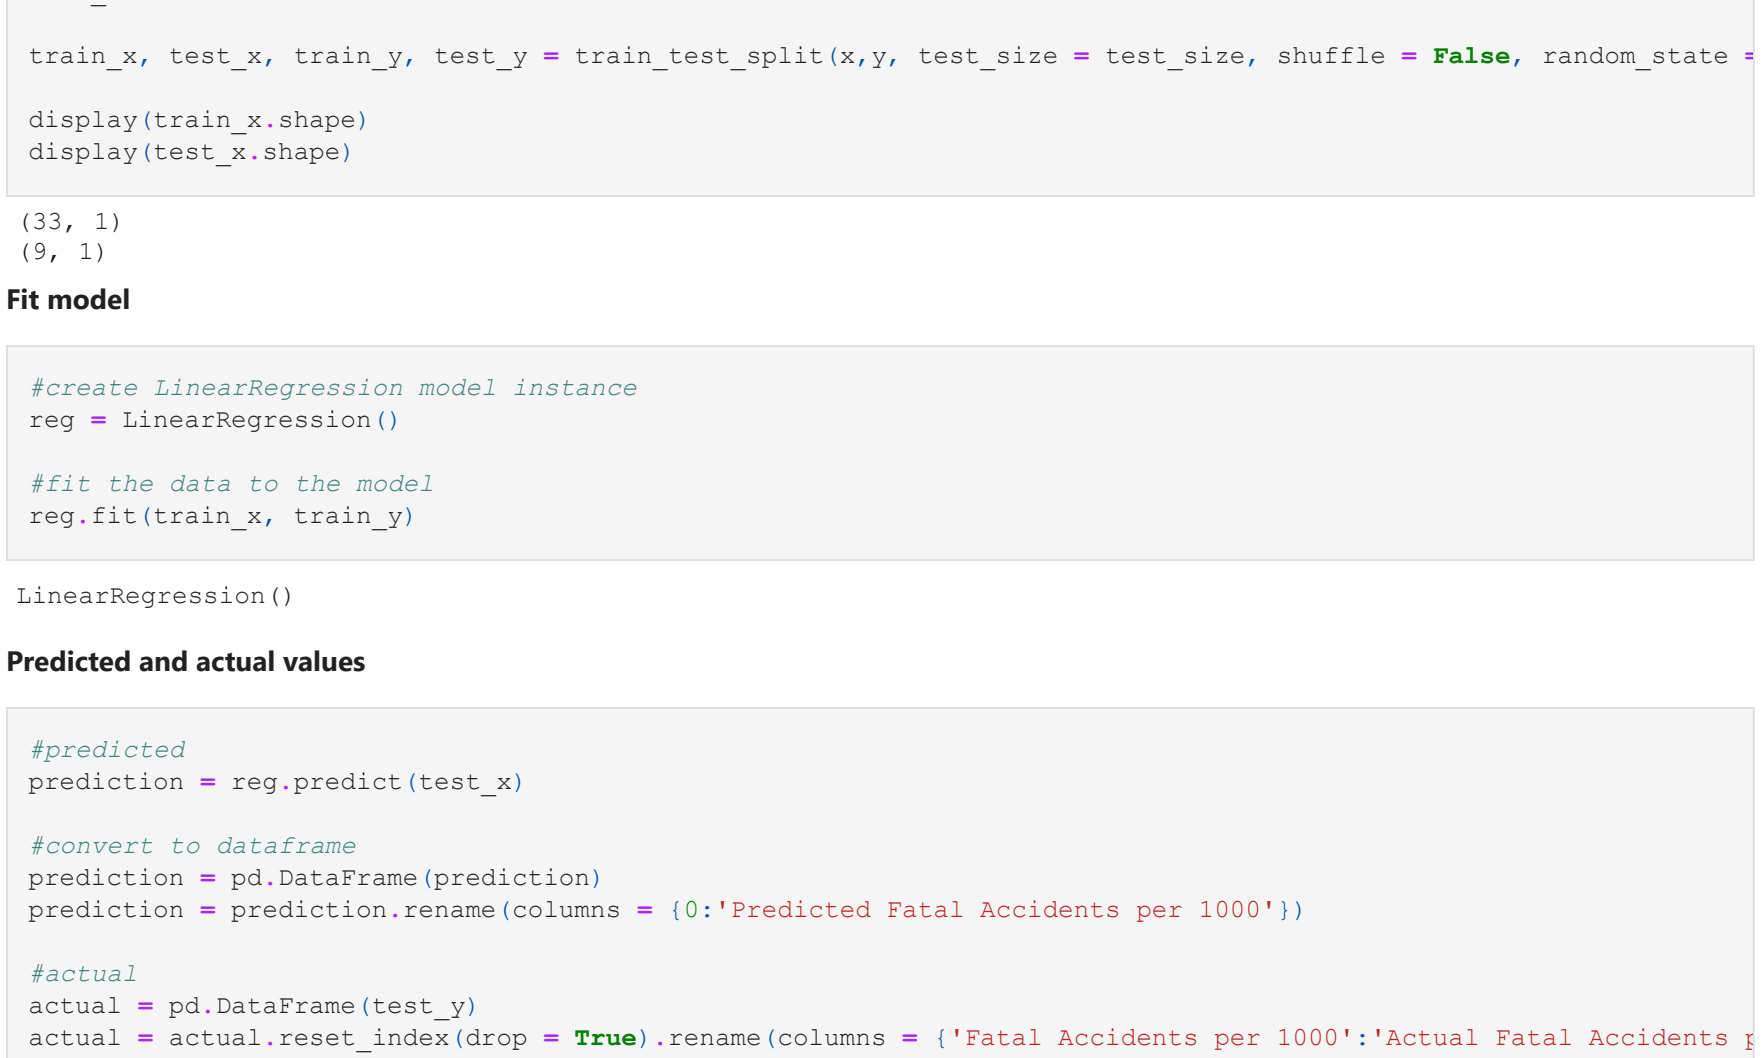 train_x, test_x, train_y, test_y = train_test_split(x,y, test_size = test_size, shuffle = False, random_state =
display(train_x.shape)
display(test_x.shape)
(33, 1)
(9, 1)
Fit model
#create LinearRegression model instance
reg = LinearRegression()
#fit the data to the model
reg.fit(train_x, train_y)
LinearRegression()
Predicted and actual values
#predicted
prediction = reg.predict(test_x)
#convert to dataframe
prediction = pd.DataFrame(prediction)
prediction = prediction.rename(columns = {0:'Predicted Fatal Accidents per 1000'})
#actual
actual = pd.DataFrame(test_y)
actual = actual.reset_index(drop = True).rename(columns = {'Fatal Accidents per 1000':'Actual Fatal Accidents